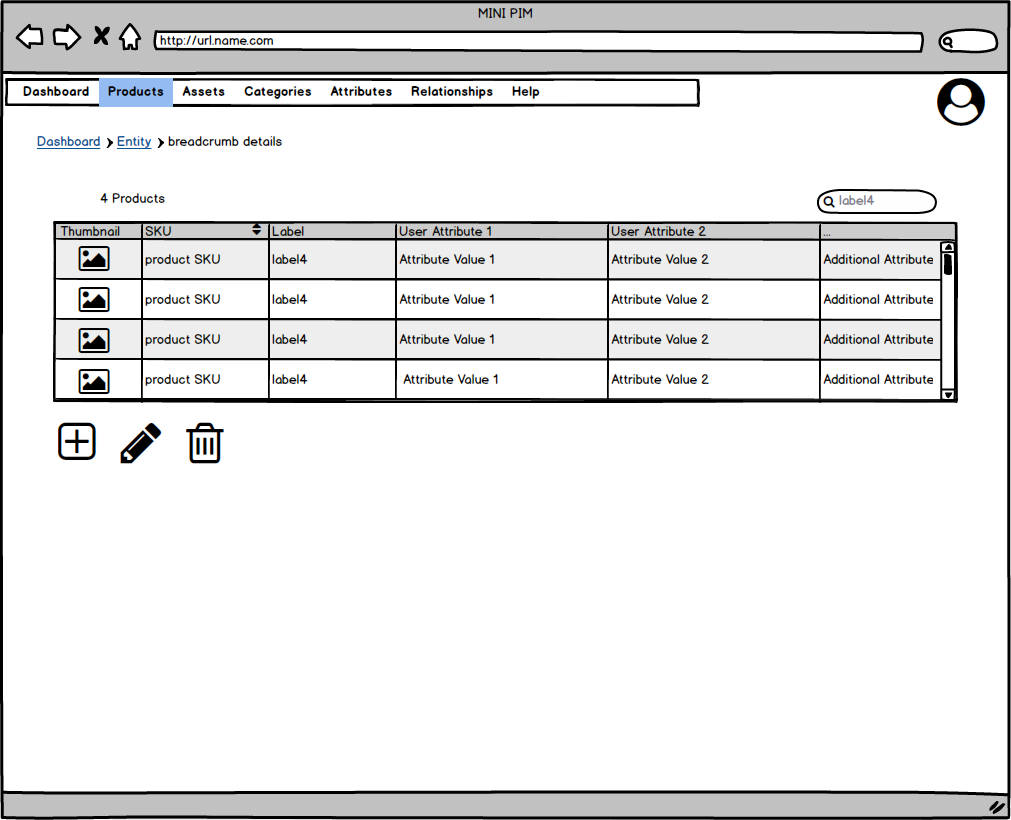 MINI PIM
http://url.name.com
Dashboard Products Assets Categories Attributes Relationships Help
Dashboard Entity breadcrumb details
4 Products
label4
Thumbnail SKU Label User Attribute 1 User Attribute 2 ...
product SKU label4 Attribute Value 1 Attribute Value 2 Additional Attribute
product SKU label4 Attribute Value 1 Attribute Value 2 Additional Attribute
product SKU label4 Attribute Value 1 Attribute Value 2 Additional Attribute
product SKU label4 Attribute Value 1 Attribute Value 2 Additional Attribute